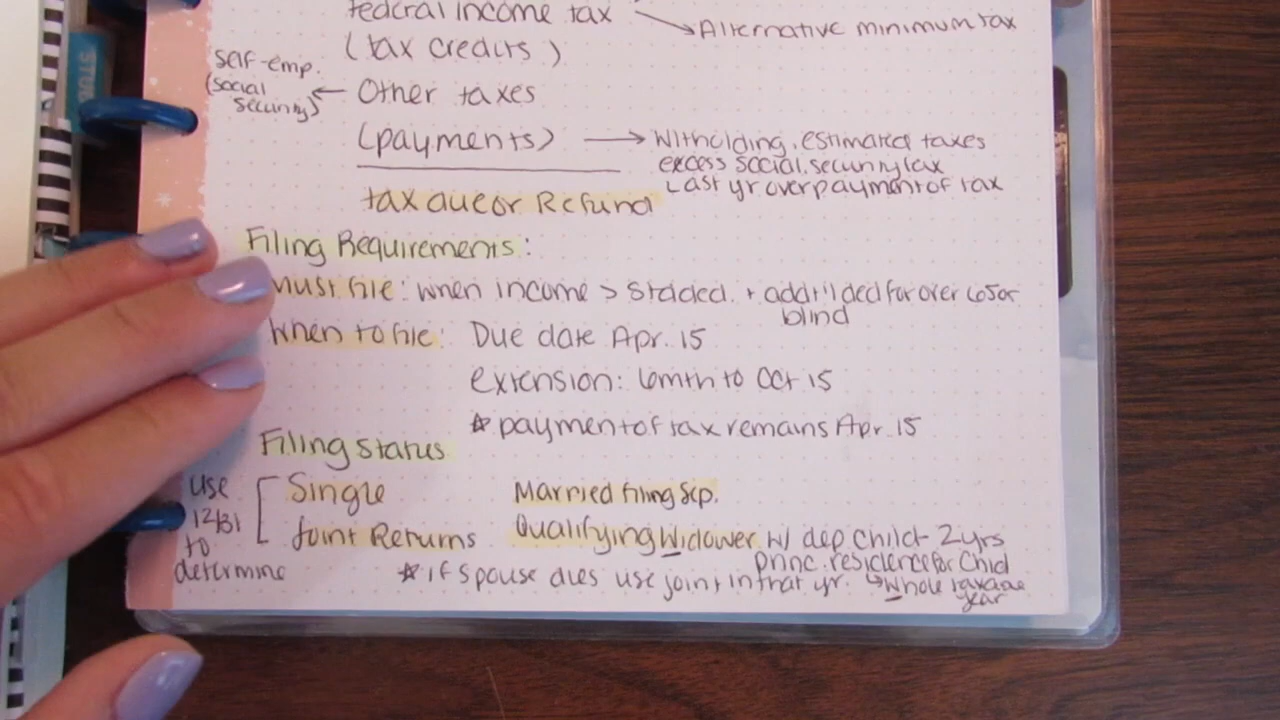 Federal income tax → Alternative minimum tax
(tax credits)
self-emp.
(social security) ← Other taxes
(payments) → Witholding, estimated taxes
excess social security tax
Last yr overpayment of tax
tax due or Refund
Filing Requirements:
Must file: when income > Stdded. + addt'l ded for over 65 or
blind
When to file: Due date Apr. 15
extension: 6mth to Oct 15
☆ payment of tax remains Apr. 15
Filing Status
use 12/31 to determine
Single
Joint Returns
Married filing Sep.
Qualifying Widower w/ dep child 2yrs
princ. residence for Child
↳ Whole taxable year
☆ if spouse dies use joint in that yr.
STU